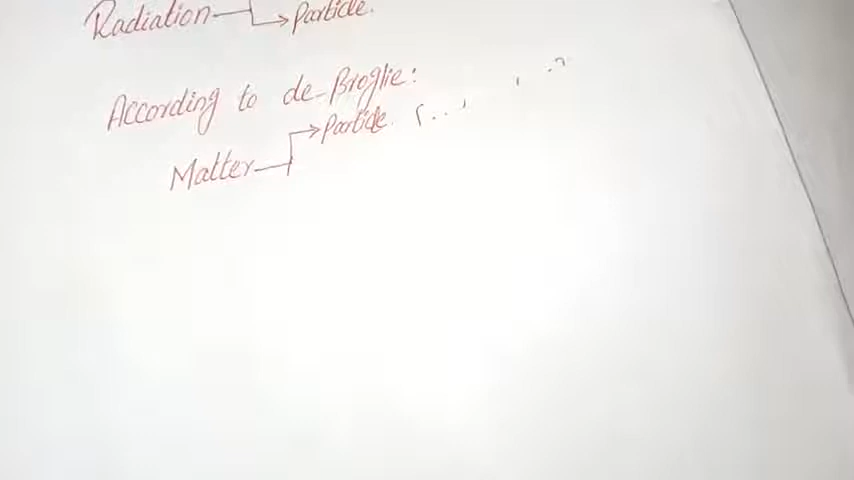 Radiation → Particle.
According to de-Broglie:
→ Particle.
Matter